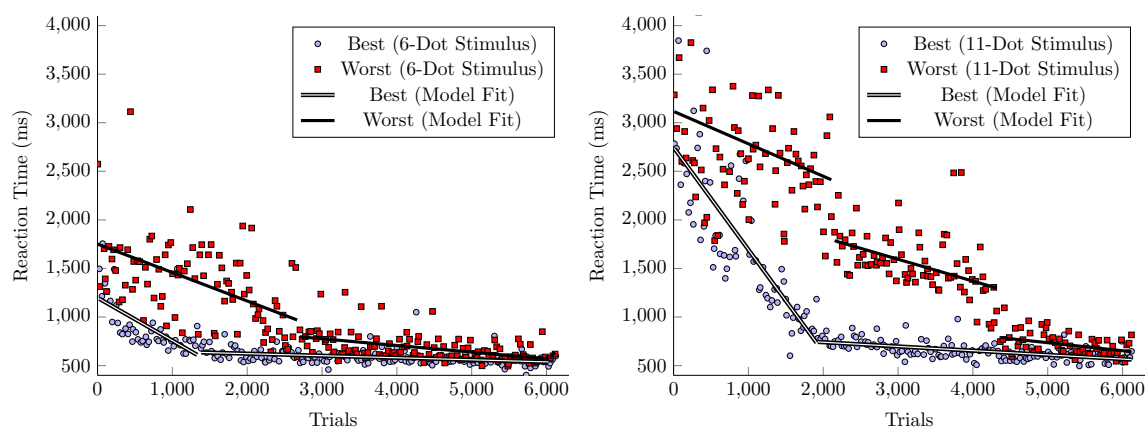 4,000
3,500
3,000
2,500
2,000
1,500
1,000
500
Reaction Time (ms)
0
1,000
2,000
3,000
4,000
5,000
6,000
Trials
Best (6-Dot Stimulus)
Worst (6-Dot Stimulus)
Best (Model Fit)
Worst (Model Fit)
4,000
3,500
3,000
2,500
2,000
1,500
1,000
500
Reaction Time (ms)
0
1,000
2,000
3,000
4,000
5,000
6,000
Trials
Best (11-Dot Stimulus)
Worst (11-Dot Stimulus)
Best (Model Fit)
Worst (Model Fit)